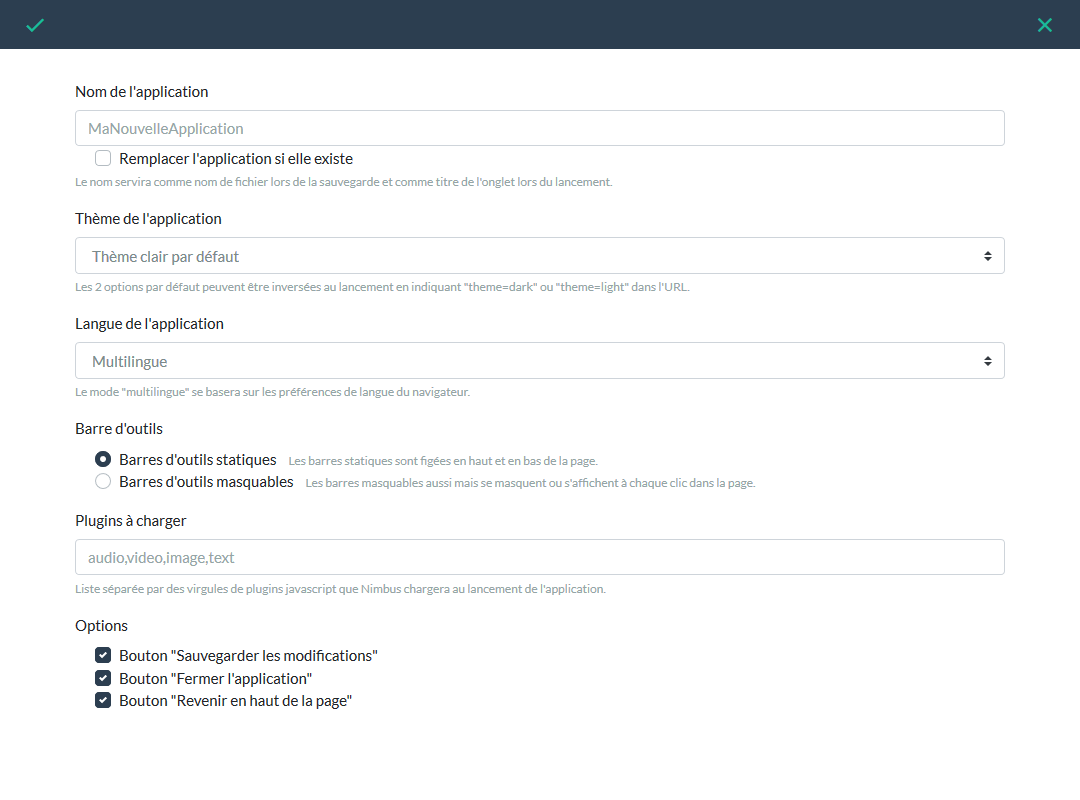 Nom de l'application
MaNouvelleApplication
Remplacer l'application si elle existe
Le nom servira comme nom de fichier lors de la sauvegarde et comme titre de l'onglet lors du lancement.
Thème de l'application
Thème clair par défaut
Les 2 options par défaut peuvent être inversées au lancement en indiquant "theme=dark" ou "theme=light" dans l'URL.
Langue de l'application
Multilingue
Le mode "multilingue" se basera sur les préférences de langue du navigateur.
Barre d'outils
Barres d'outils statiques Les barres statiques sont figées en haut et en bas de la page.
Barres d'outils masquables Les barres masquables aussi mais se masquent ou s'affichent à chaque clic dans la page.
Plugins à charger
audio,video,image,text
Liste séparée par des virgules de plugins javascript que Nimbus chargera au lancement de l'application.
Options
Bouton "Sauvegarder les modifications"
Bouton "Fermer l'application"
Bouton "Revenir en haut de la page"